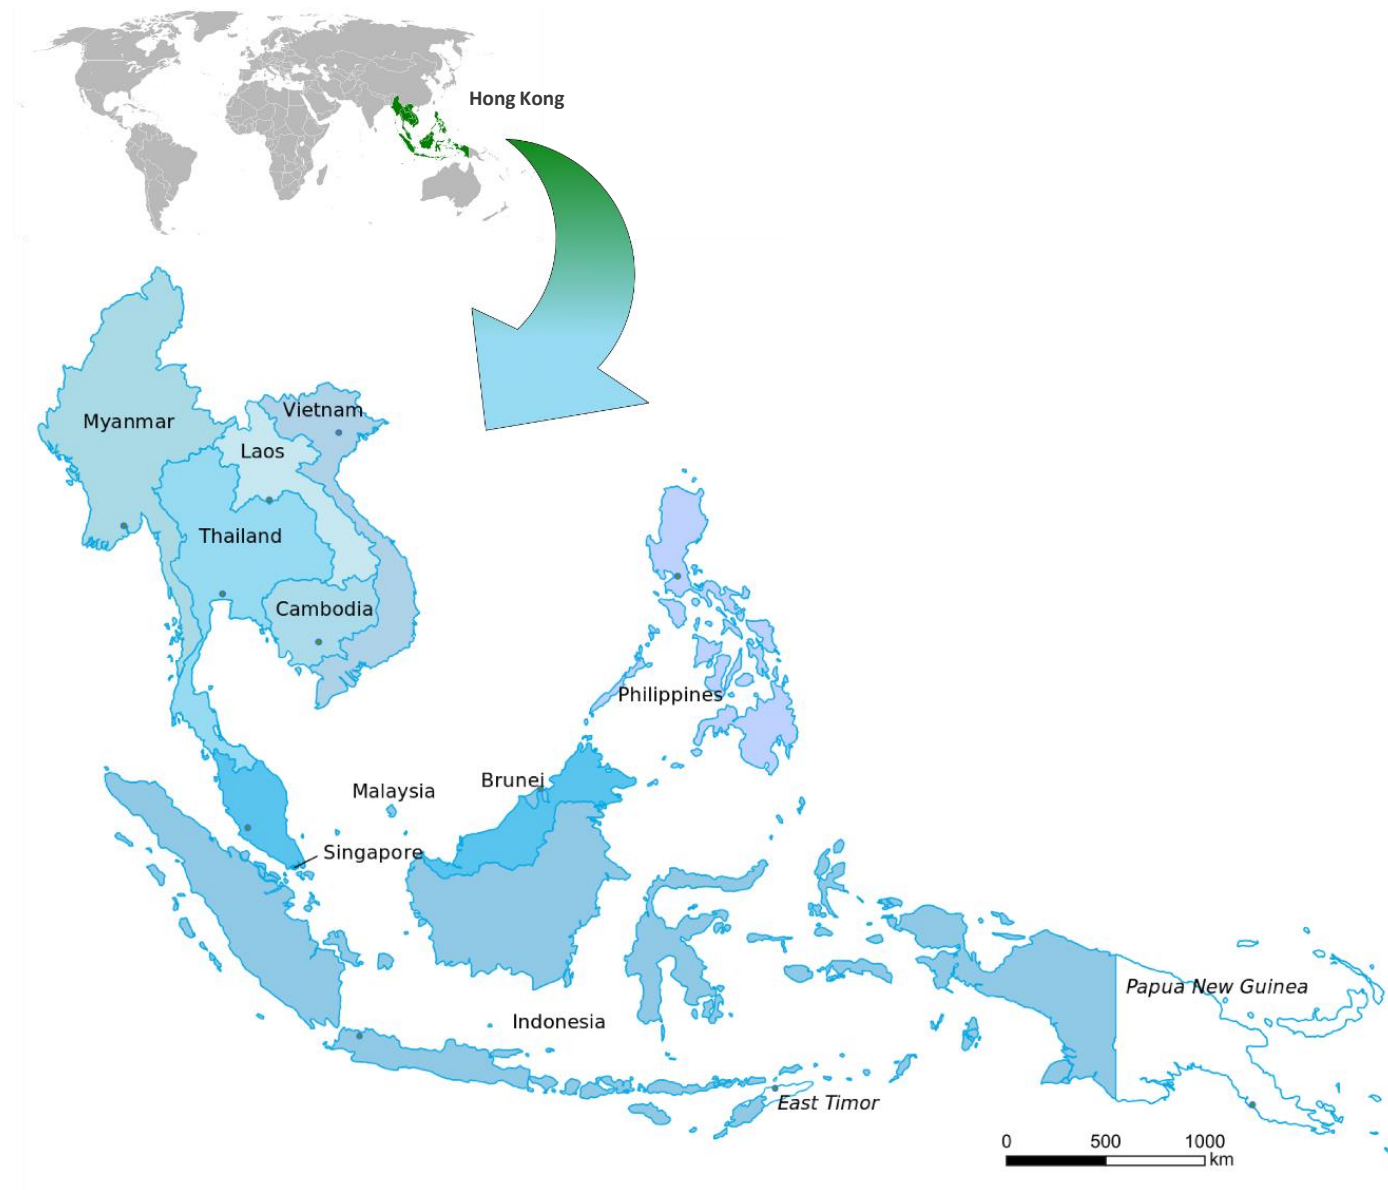 Hong Kong
Vietnam
Myanmar
Laos
Thailand
Cambodia
Philippines
Brunei
Malaysia
Singapore
Papua New Guinea
Indonesia
East Timor
0 500 1000
km